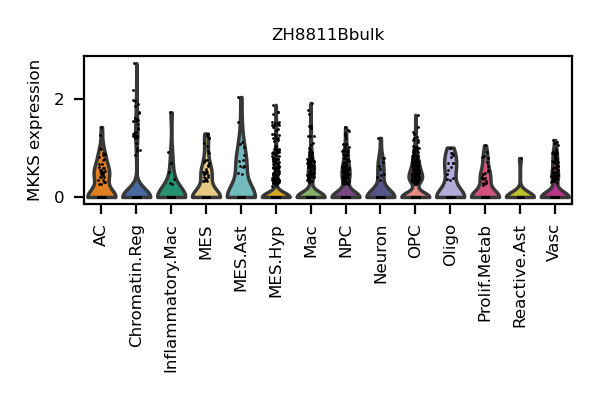 ZH8811Bbulk
MKKS expression
2
0
AC
Chromatin.Reg
Inflammatory.Mac
MES
MES.Ast
MES.Hyp
Mac
NPC
Neuron
OPC
Oligo
Prolif.Metab
Reactive.Ast
Vasc